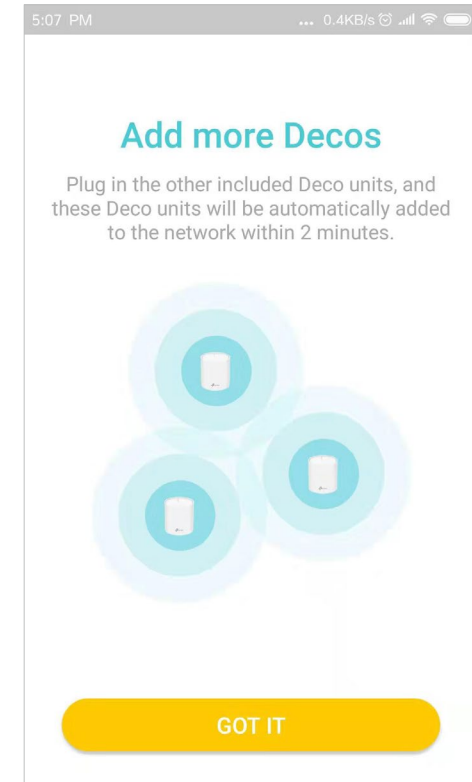 5:07 PM ... 0.4KB/s
Add more Decos
Plug in the other included Deco units, and
these Deco units will be automatically added
to the network within 2 minutes.
GOT IT